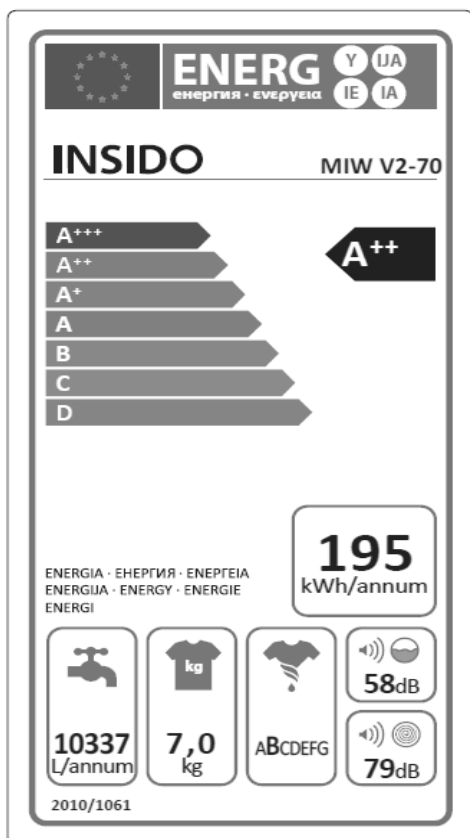 ENERG
енергия · ενεργεια
Y IJA
IE IA
INSIDO
MIW V2-70
A+++
A++
A++
A+
A
B
C
D
195
kWh/annum
ENERGIA · ЕНЕРГИЯ · ΕΝΕΡΓΕΙΑ
ENERGIJA · ENERGY · ENERGIE
ENERGI
10337
L/annum
kg
7,0
kg
ABCDEFG
58dB
79dB
2010/1061